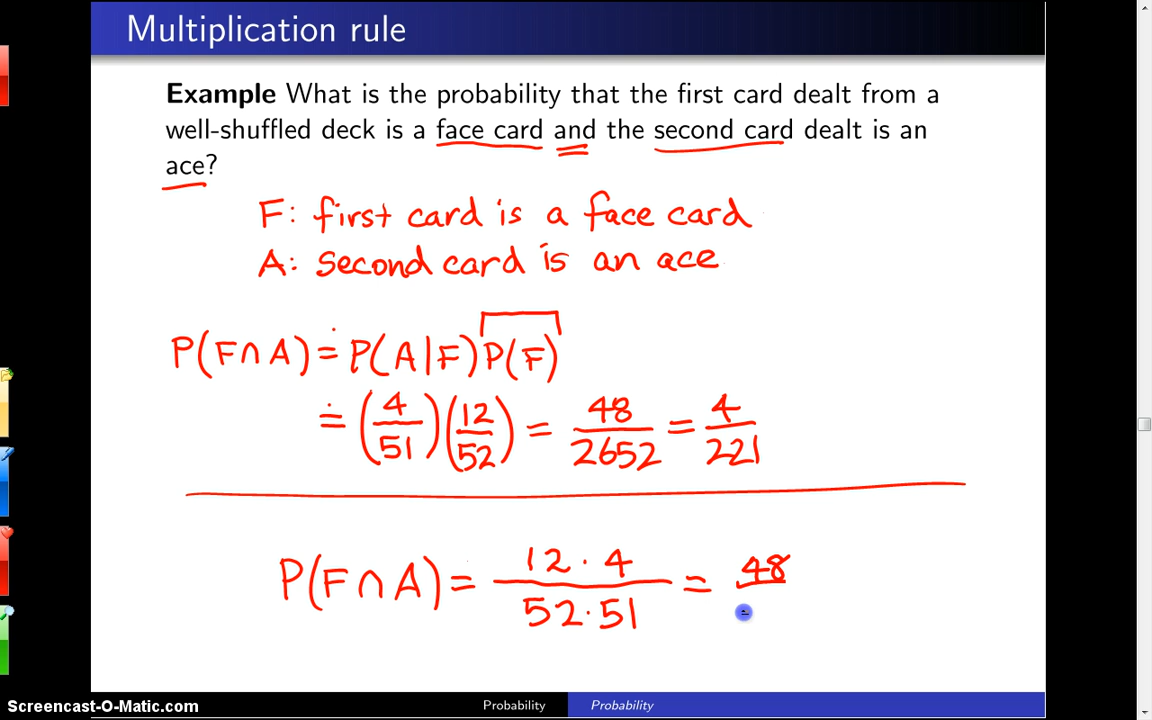 Multiplication rule
Example What is the probability that the first card dealt from a
well-shuffled deck is a face card and the second card dealt is an
ace?
F: first card is a face card
A: second card is an ace
P(F∩A) = P(A|F) P(F)
= (4/51)(12/52) = 48/2652 = 4/221
P(F∩A) = 12·4/52·51 = 48
Probability Probability
Screencast-O-Matic.com